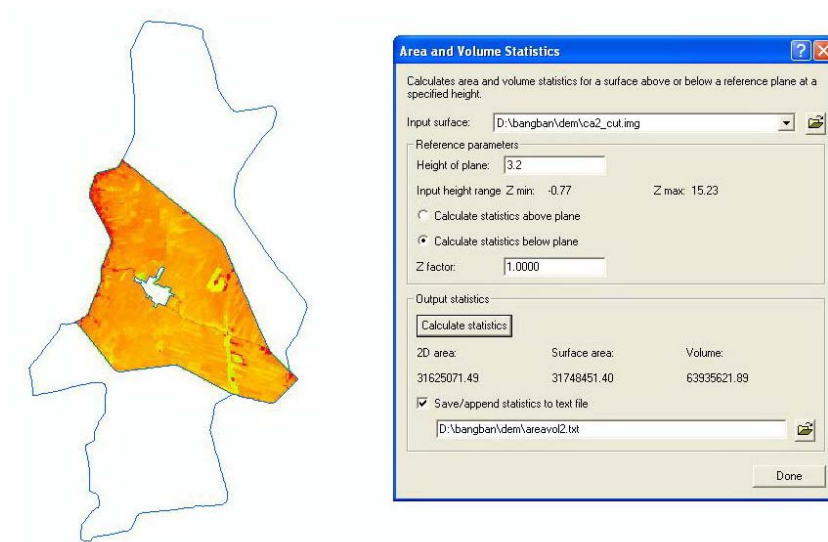 Area and Volume Statistics
Calculates area and volume statistics for a surface above or below a reference plane at a
specified height.
Input surface: D:\bangban\dem\ca2_cut.img
Reference parameters
Height of plane: 3.2
Input height range Z min: -0.77 Z max: 15.23
Calculate statistics above plane
Calculate statistics below plane
Z factor: 1.0000
Output statistics
Calculate statistics
2D area: Surface area: Volume:
31625071.49 31748451.40 63935621.89
Save/append statistics to text file
D:\bangban\dem\areavol2.txt
Done